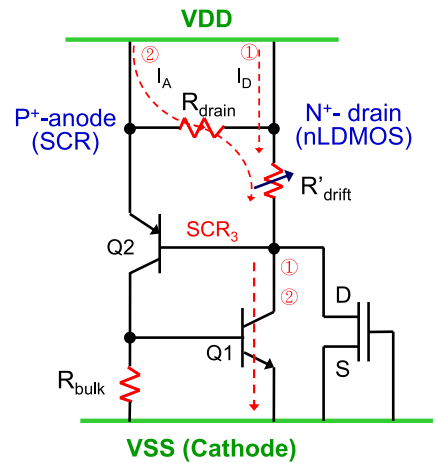 VDD
② ①
I_A I_D
P⁺-anode
(SCR)
R_drain
N⁺- drain
(nLDMOS)
R'_drift
SCR₃
Q2
①
②
D
Q1
S
R_bulk
VSS (Cathode)